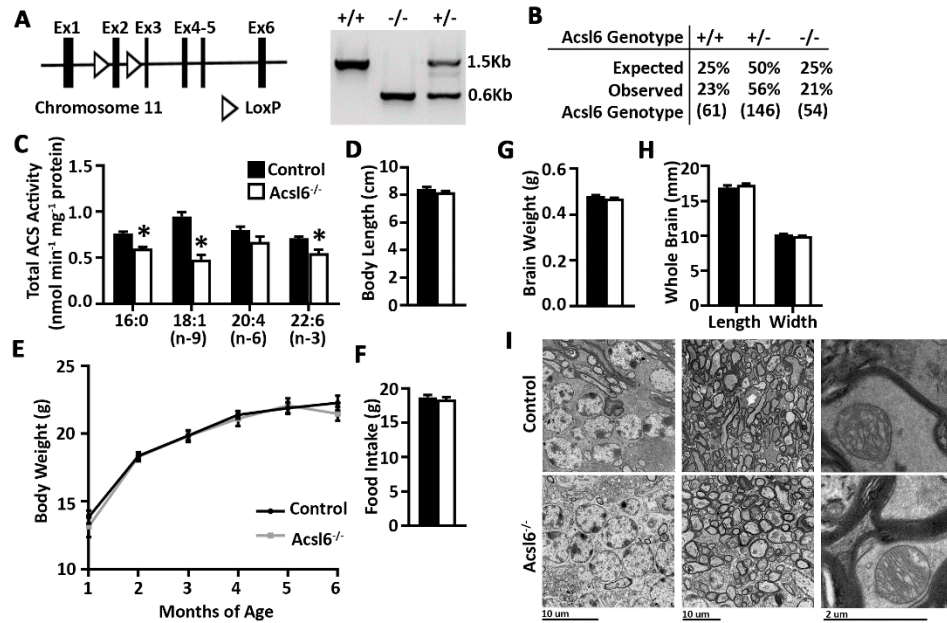 A
Ex1 Ex2 Ex3 Ex4-5 Ex6
Chromosome 11 LoxP
+/+ -/- +/-
1.5Kb
0.6Kb
B
Acsl6 Genotype +/+ +/- -/-
Expected 25% 50% 25%
Observed 23% 56% 21%
Acsl6 Genotype (61) (146) (54)
C
Total ACS Activity
(nmol min⁻¹ mg⁻¹ protein)
1.5
1.0
0.5
0.0
Control
Acsl6⁻/⁻
* * *
16:0 18:1 20:4 22:6
(n-9) (n-6) (n-3)
D
Body Length (cm)
10
8
6
4
2
0
G
Brain Weight (g)
0.6
0.4
0.2
0.0
H
Whole Brain (mm)
20
15
10
5
0
Length Width
E
Body Weight (g)
25
20
15
10
Control
Acsl6⁻/⁻
1 2 3 4 5 6
Months of Age
F
Food Intake (g)
20
15
10
5
0
I
Control
Acsl6⁻/⁻
10 um 10 um 2 um